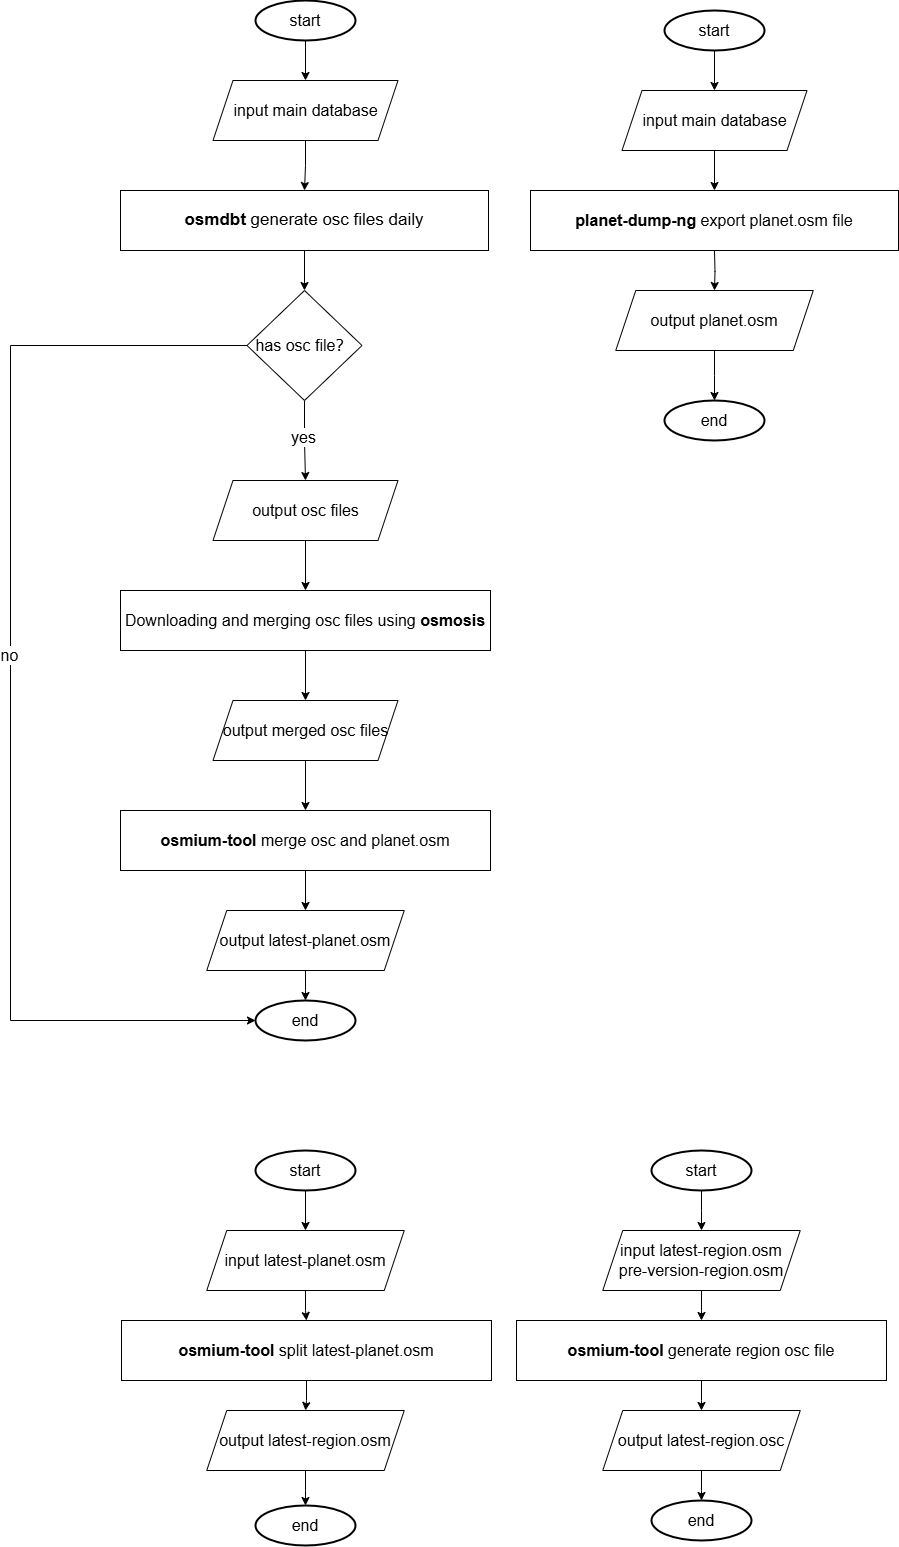 start
input main database
osmdbt generate osc files daily
has osc file?
yes
no
output osc files
Downloading and merging osc files using osmosis
output merged osc files
osmium-tool merge osc and planet.osm
output latest-planet.osm
end
start
input main database
planet-dump-ng export planet.osm file
output planet.osm
end
start
input latest-planet.osm
osmium-tool split latest-planet.osm
output latest-region.osm
end
start
input latest-region.osm
pre-version-region.osm
osmium-tool generate region osc file
output latest-region.osc
end